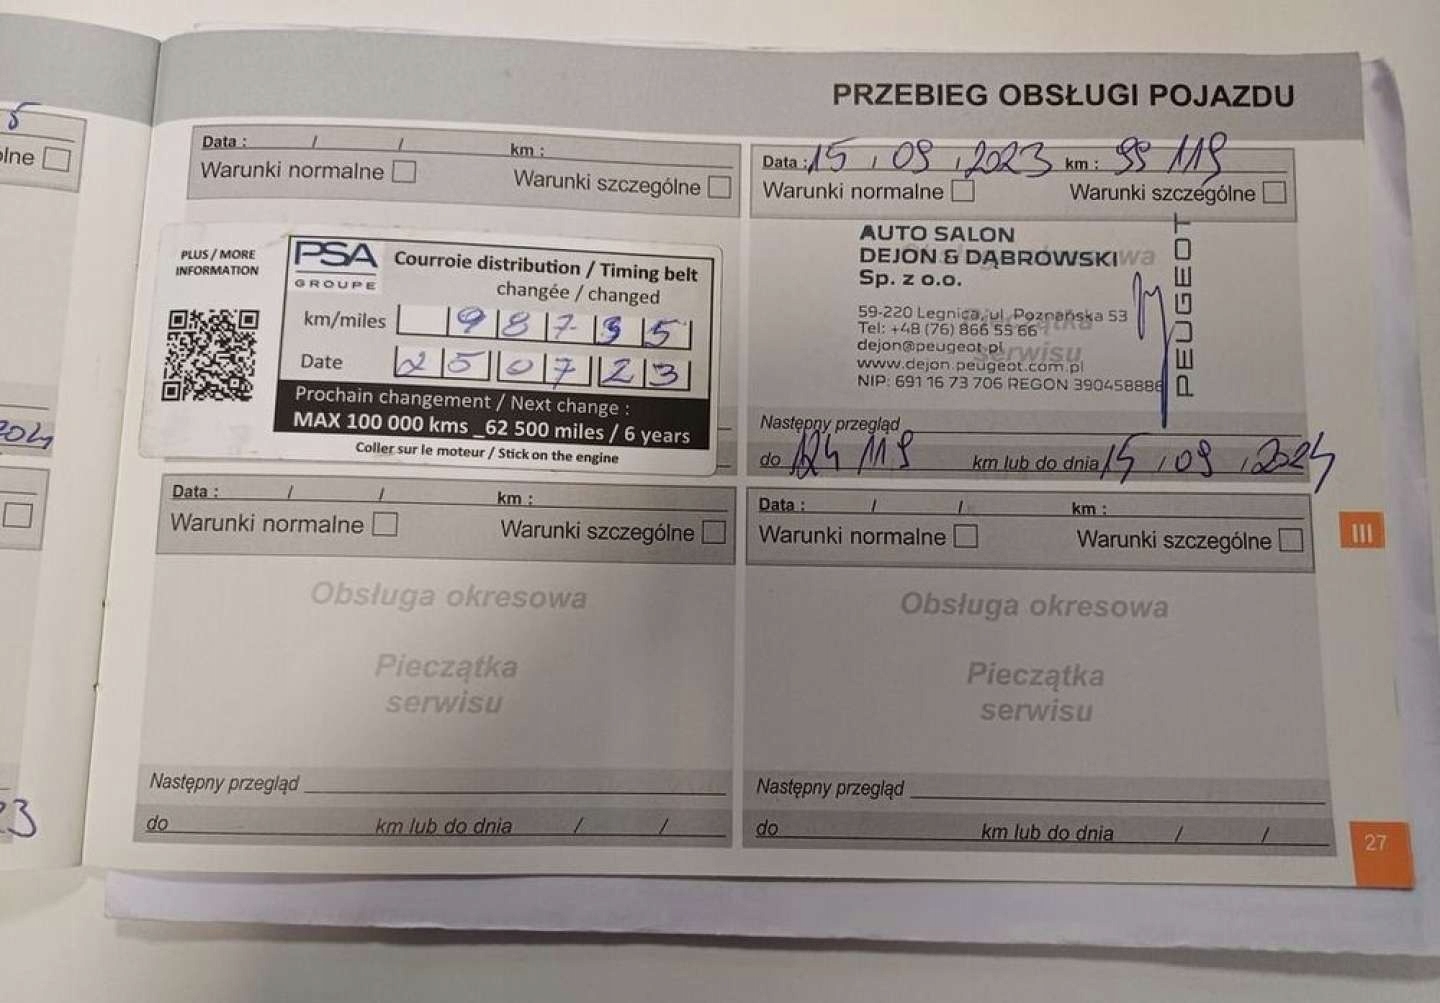 PRZEBIEG OBSŁUGI POJAZDU
5
lne
2021
23
Data : / / km :
Warunki normalne Warunki szczególne
PLUS / MORE
INFORMATION
PSA
GROUPE
Courroie distribution / Timing belt
changée / changed
km/miles 98735
Date 250723
Prochain changement / Next change :
MAX 100 000 kms _62 500 miles / 6 years
Coller sur le moteur / Stick on the engine
Data : 15 / 09 / 2023 km : 99 119
Warunki normalne Warunki szczególne
AUTO SALON
DEJON & DĄBROWSKI
Sp. z o.o.
59-220 Legnica, ul. Poznańska 53
Tel: +48 (76) 866 55 66
dejon@peugeot.pl
www.dejon.peugeot.com.pl
NIP: 691 16 73 706 REGON 390458886
PEUGEOT
Następny przegląd
do 124 119 km lub do dnia 15 / 09 / 2024
Data : / / km :
Warunki normalne Warunki szczególne
Obsługa okresowa
Pieczątka
serwisu
Następny przegląd
do km lub do dnia / /
Data : / / km :
Warunki normalne Warunki szczególne
Obsługa okresowa
Pieczątka
serwisu
Następny przegląd
do km lub do dnia / /
III
27